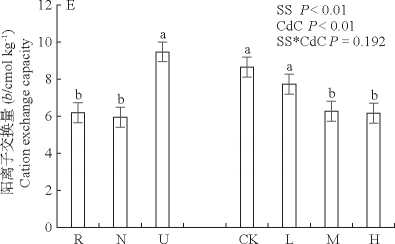 E
SS P < 0.01
CdC P < 0.01
SS*CdC P = 0.192
阳离子交换量 (b/cmol kg-1)
Cation exchange capacity
12
10
8
6
4
2
0
b b a a a b b
R N U CK L M H